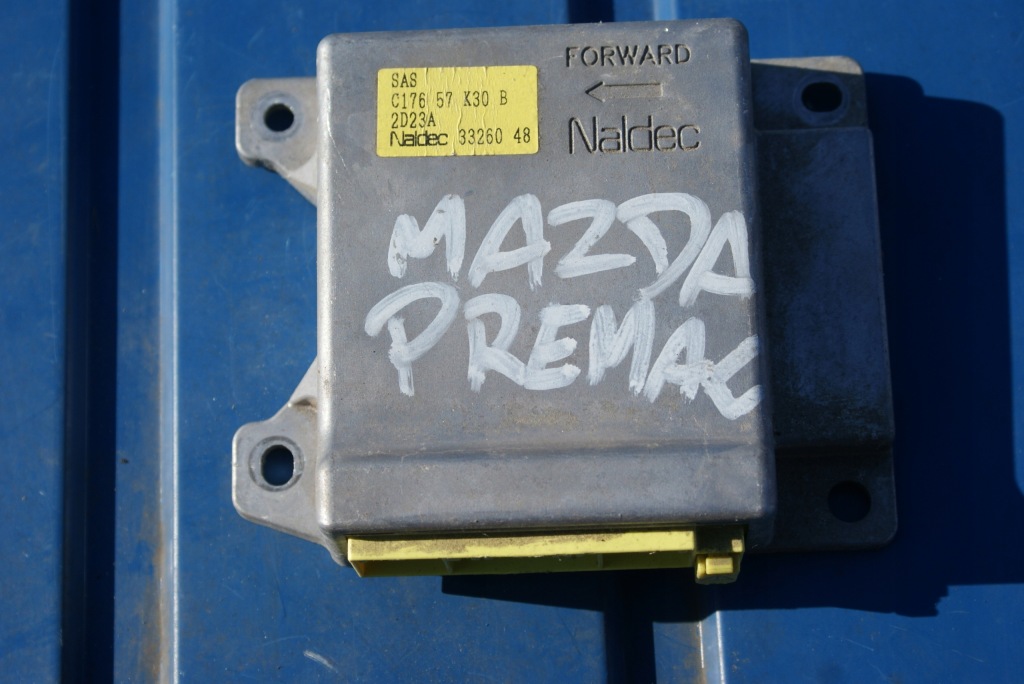 SAS
C176 57 K30 B
2D23A
Naldec 33260 48
FORWARD
Naldec
MAZDA
PREMAC